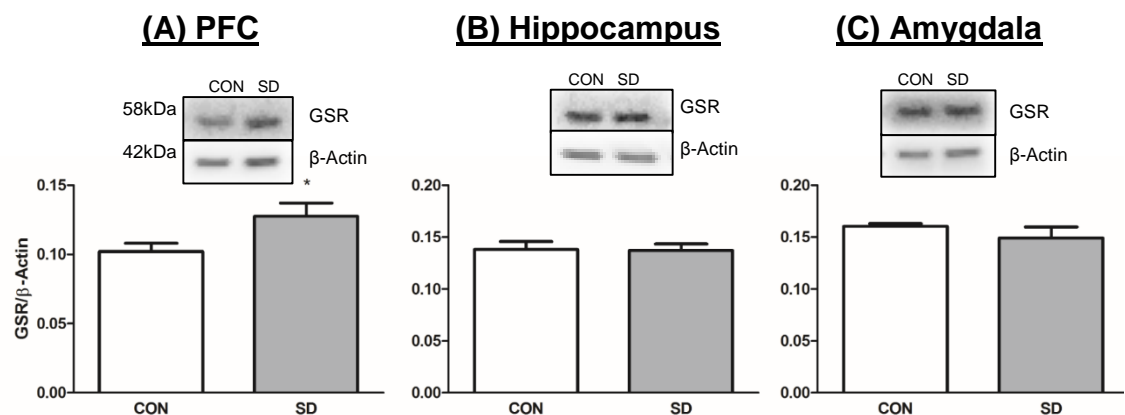 (A) PFC
CON SD
58kDa
GSR
42kDa
β-Actin
*
0.15
0.10
0.05
0.00
GSR/β-Actin
CON SD
(B) Hippocampus
CON SD
GSR
β-Actin
0.20
0.15
0.10
0.05
0.00
CON SD
(C) Amygdala
CON SD
GSR
β-Actin
0.20
0.15
0.10
0.05
0.00
CON SD